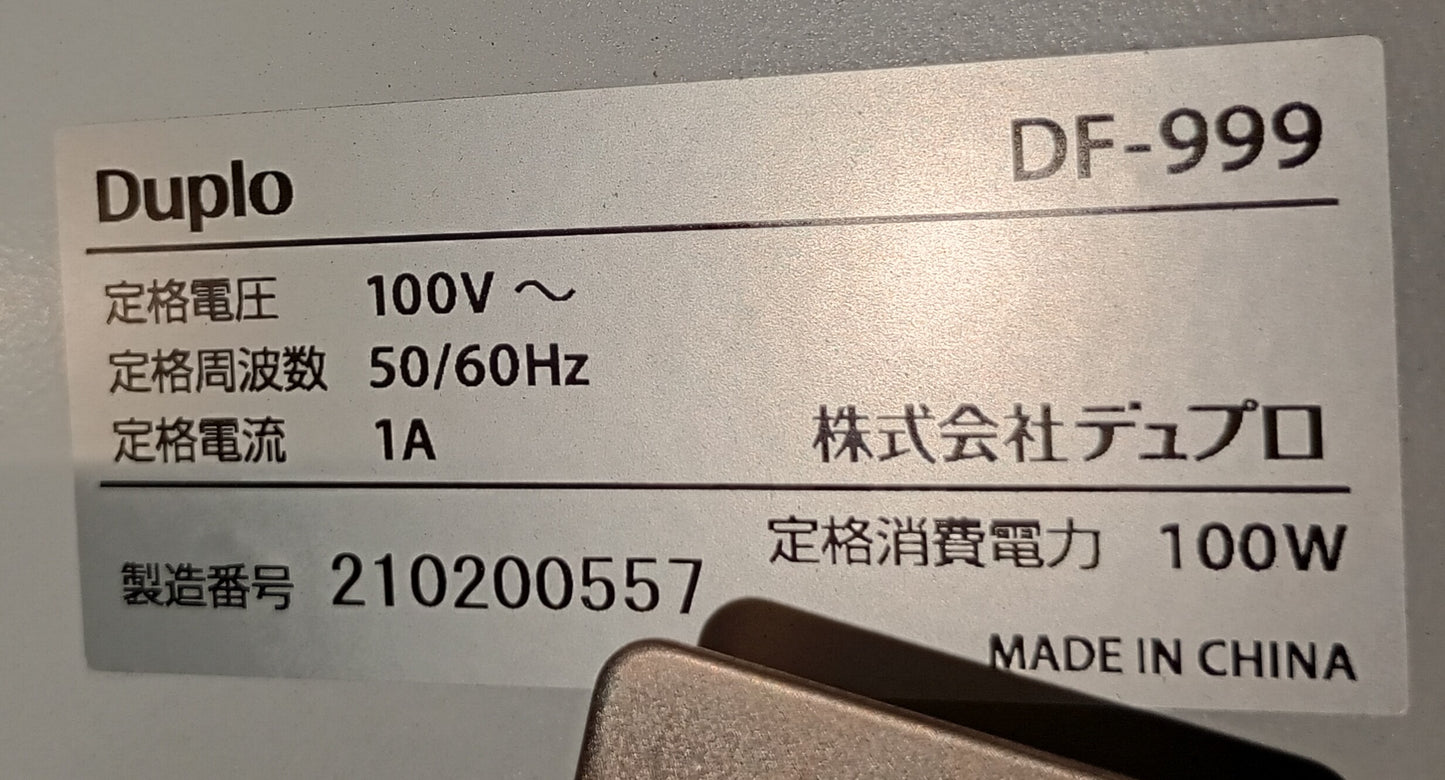 Duplo DF-999
定格電圧 100V ～
定格周波数 50/60Hz
定格電流 1A
株式会社デュプロ
定格消費電力 100W
製造番号 210200557
MADE IN CHINA